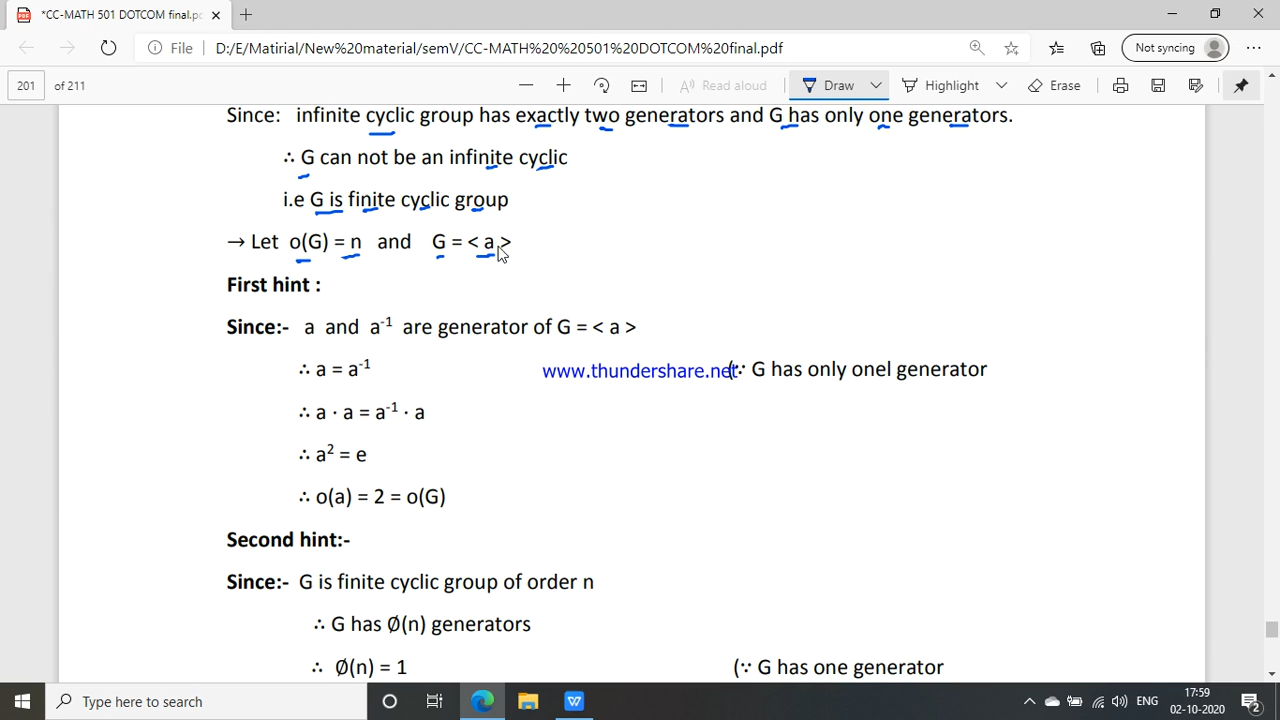 *CC-MATH 501 DOTCOM final.pc
File D:/E/Matirial/New%20material/semV/CC-MATH%20%20501%20DOTCOM%20final.pdf Not syncing
201 of 211 Read aloud Draw Highlight Erase
Since: infinite cyclic group has exactly two generators and G has only one generators.
∴ G can not be an infinite cyclic
i.e G is finite cyclic group
→ Let o(G) = n and G = < a >
First hint :
Since:- a and a⁻¹ are generator of G = < a >
∴ a = a⁻¹ www.thundershare.net (∵ G has only onel generator
∴ a · a = a⁻¹ · a
∴ a² = e
∴ o(a) = 2 = o(G)
Second hint:-
Since:- G is finite cyclic group of order n
∴ G has Ø(n) generators
∴ Ø(n) = 1 (∵ G has one generator
Type here to search ENG 17:59
02-10-2020 2